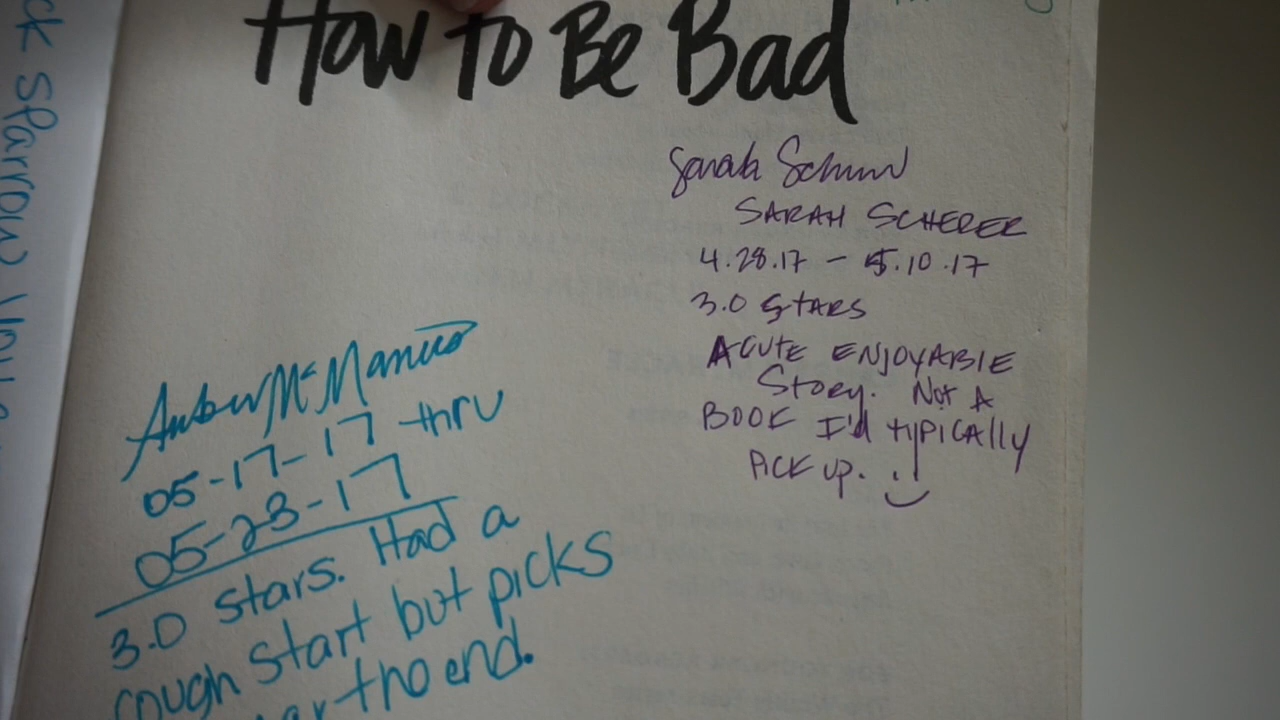 How to Be Bad
Sarah
SARAH SCHERER
4.28.17 - 5.10.17
3.0 STARS
A CUTE ENJOYABLE
STORY. NOT A
BOOK I'd TYPICALLY
PICK UP. :)
McManus
05-17-17 thru
05-23-17
3.0 stars. Had a
rough start but picks
the end.
ck Sparrow